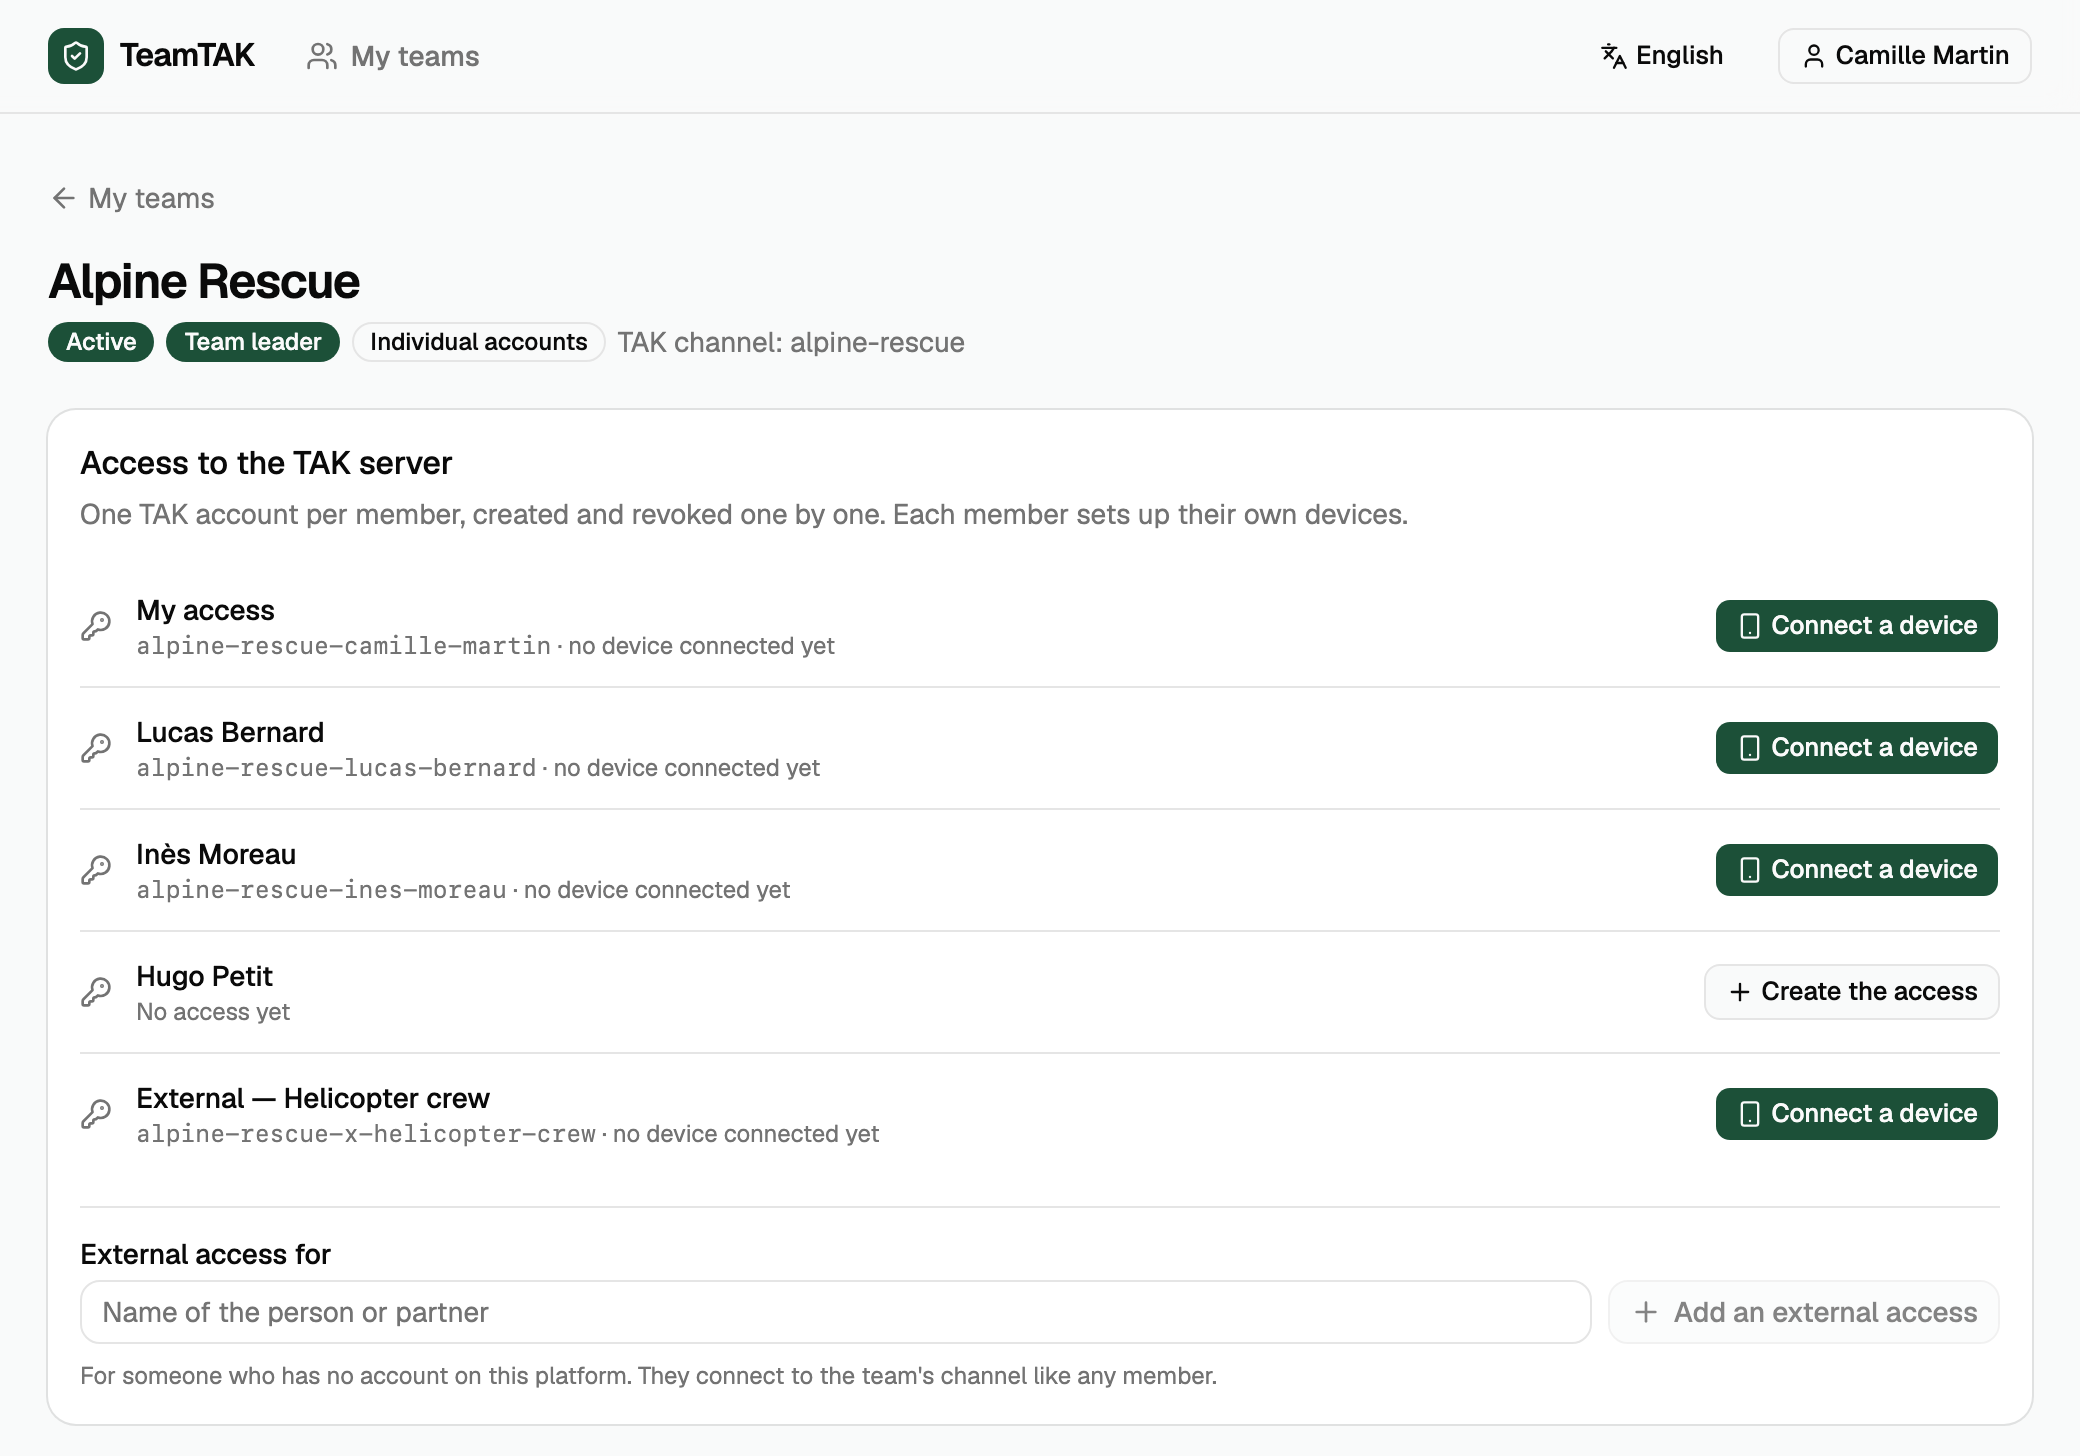 TeamTAK
My teams
English
Camille Martin
My teams
Alpine Rescue
Active
Team leader
Individual accounts
TAK channel: alpine-rescue
Access to the TAK server
One TAK account per member, created and revoked one by one. Each member sets up their own devices.
My access
alpine-rescue-camille-martin · no device connected yet
Connect a device
Lucas Bernard
alpine-rescue-lucas-bernard · no device connected yet
Connect a device
Inès Moreau
alpine-rescue-ines-moreau · no device connected yet
Connect a device
Hugo Petit
No access yet
Create the access
External — Helicopter crew
alpine-rescue-x-helicopter-crew · no device connected yet
Connect a device
External access for
Name of the person or partner
Add an external access
For someone who has no account on this platform. They connect to the team's channel like any member.